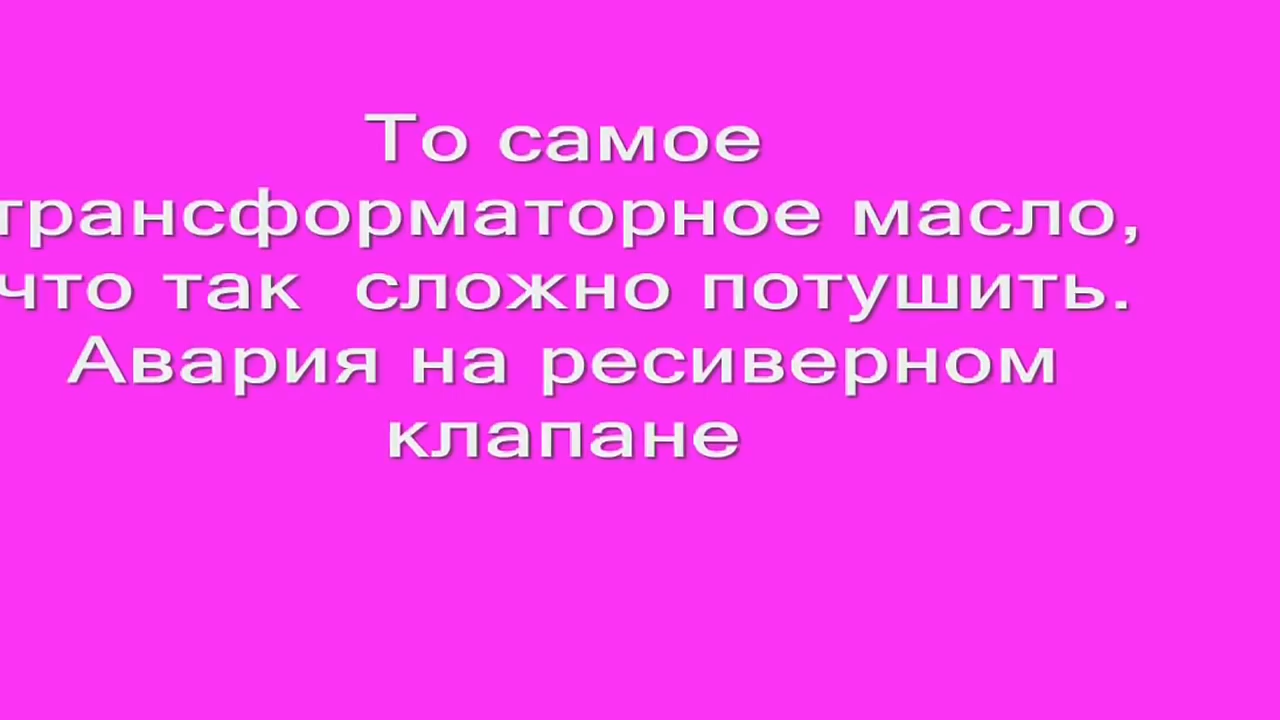 То самое
трансформаторное масло,
что так  сложно потушить.
Авария на ресиверном
клапане